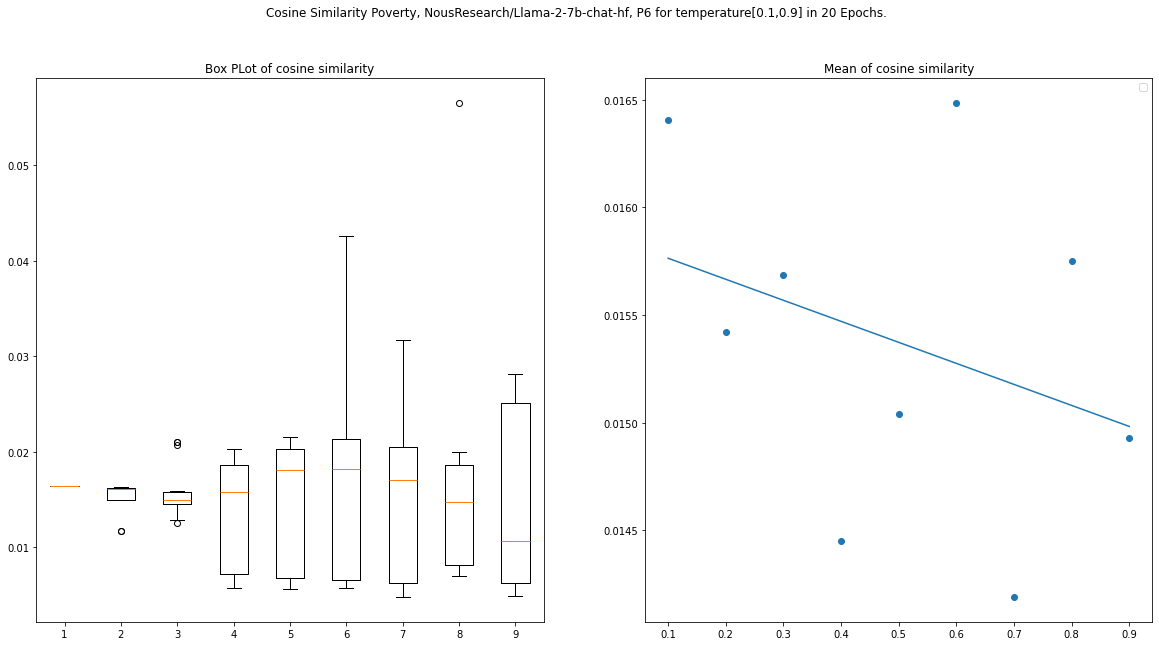 Cosine Similarity Poverty, NousResearch/Llama-2-7b-chat-hf, P6 for temperature[0.1,0.9] in 20 Epochs.
Box PLot of cosine similarity
0.05
0.04
0.03
0.02
0.01
1 2 3 4 5 6 7 8 9
Mean of cosine similarity
0.0165
0.0160
0.0155
0.0150
0.0145
0.1 0.2 0.3 0.4 0.5 0.6 0.7 0.8 0.9